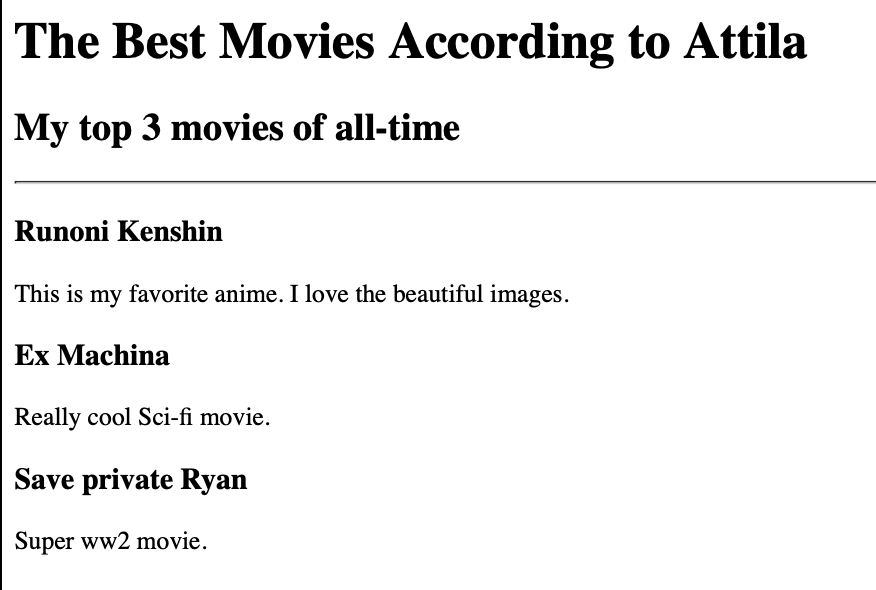 The Best Movies According to Attila
My top 3 movies of all-time
Runoni Kenshin
This is my favorite anime. I love the beautiful images.
Ex Machina
Really cool Sci-fi movie.
Save private Ryan
Super ww2 movie.